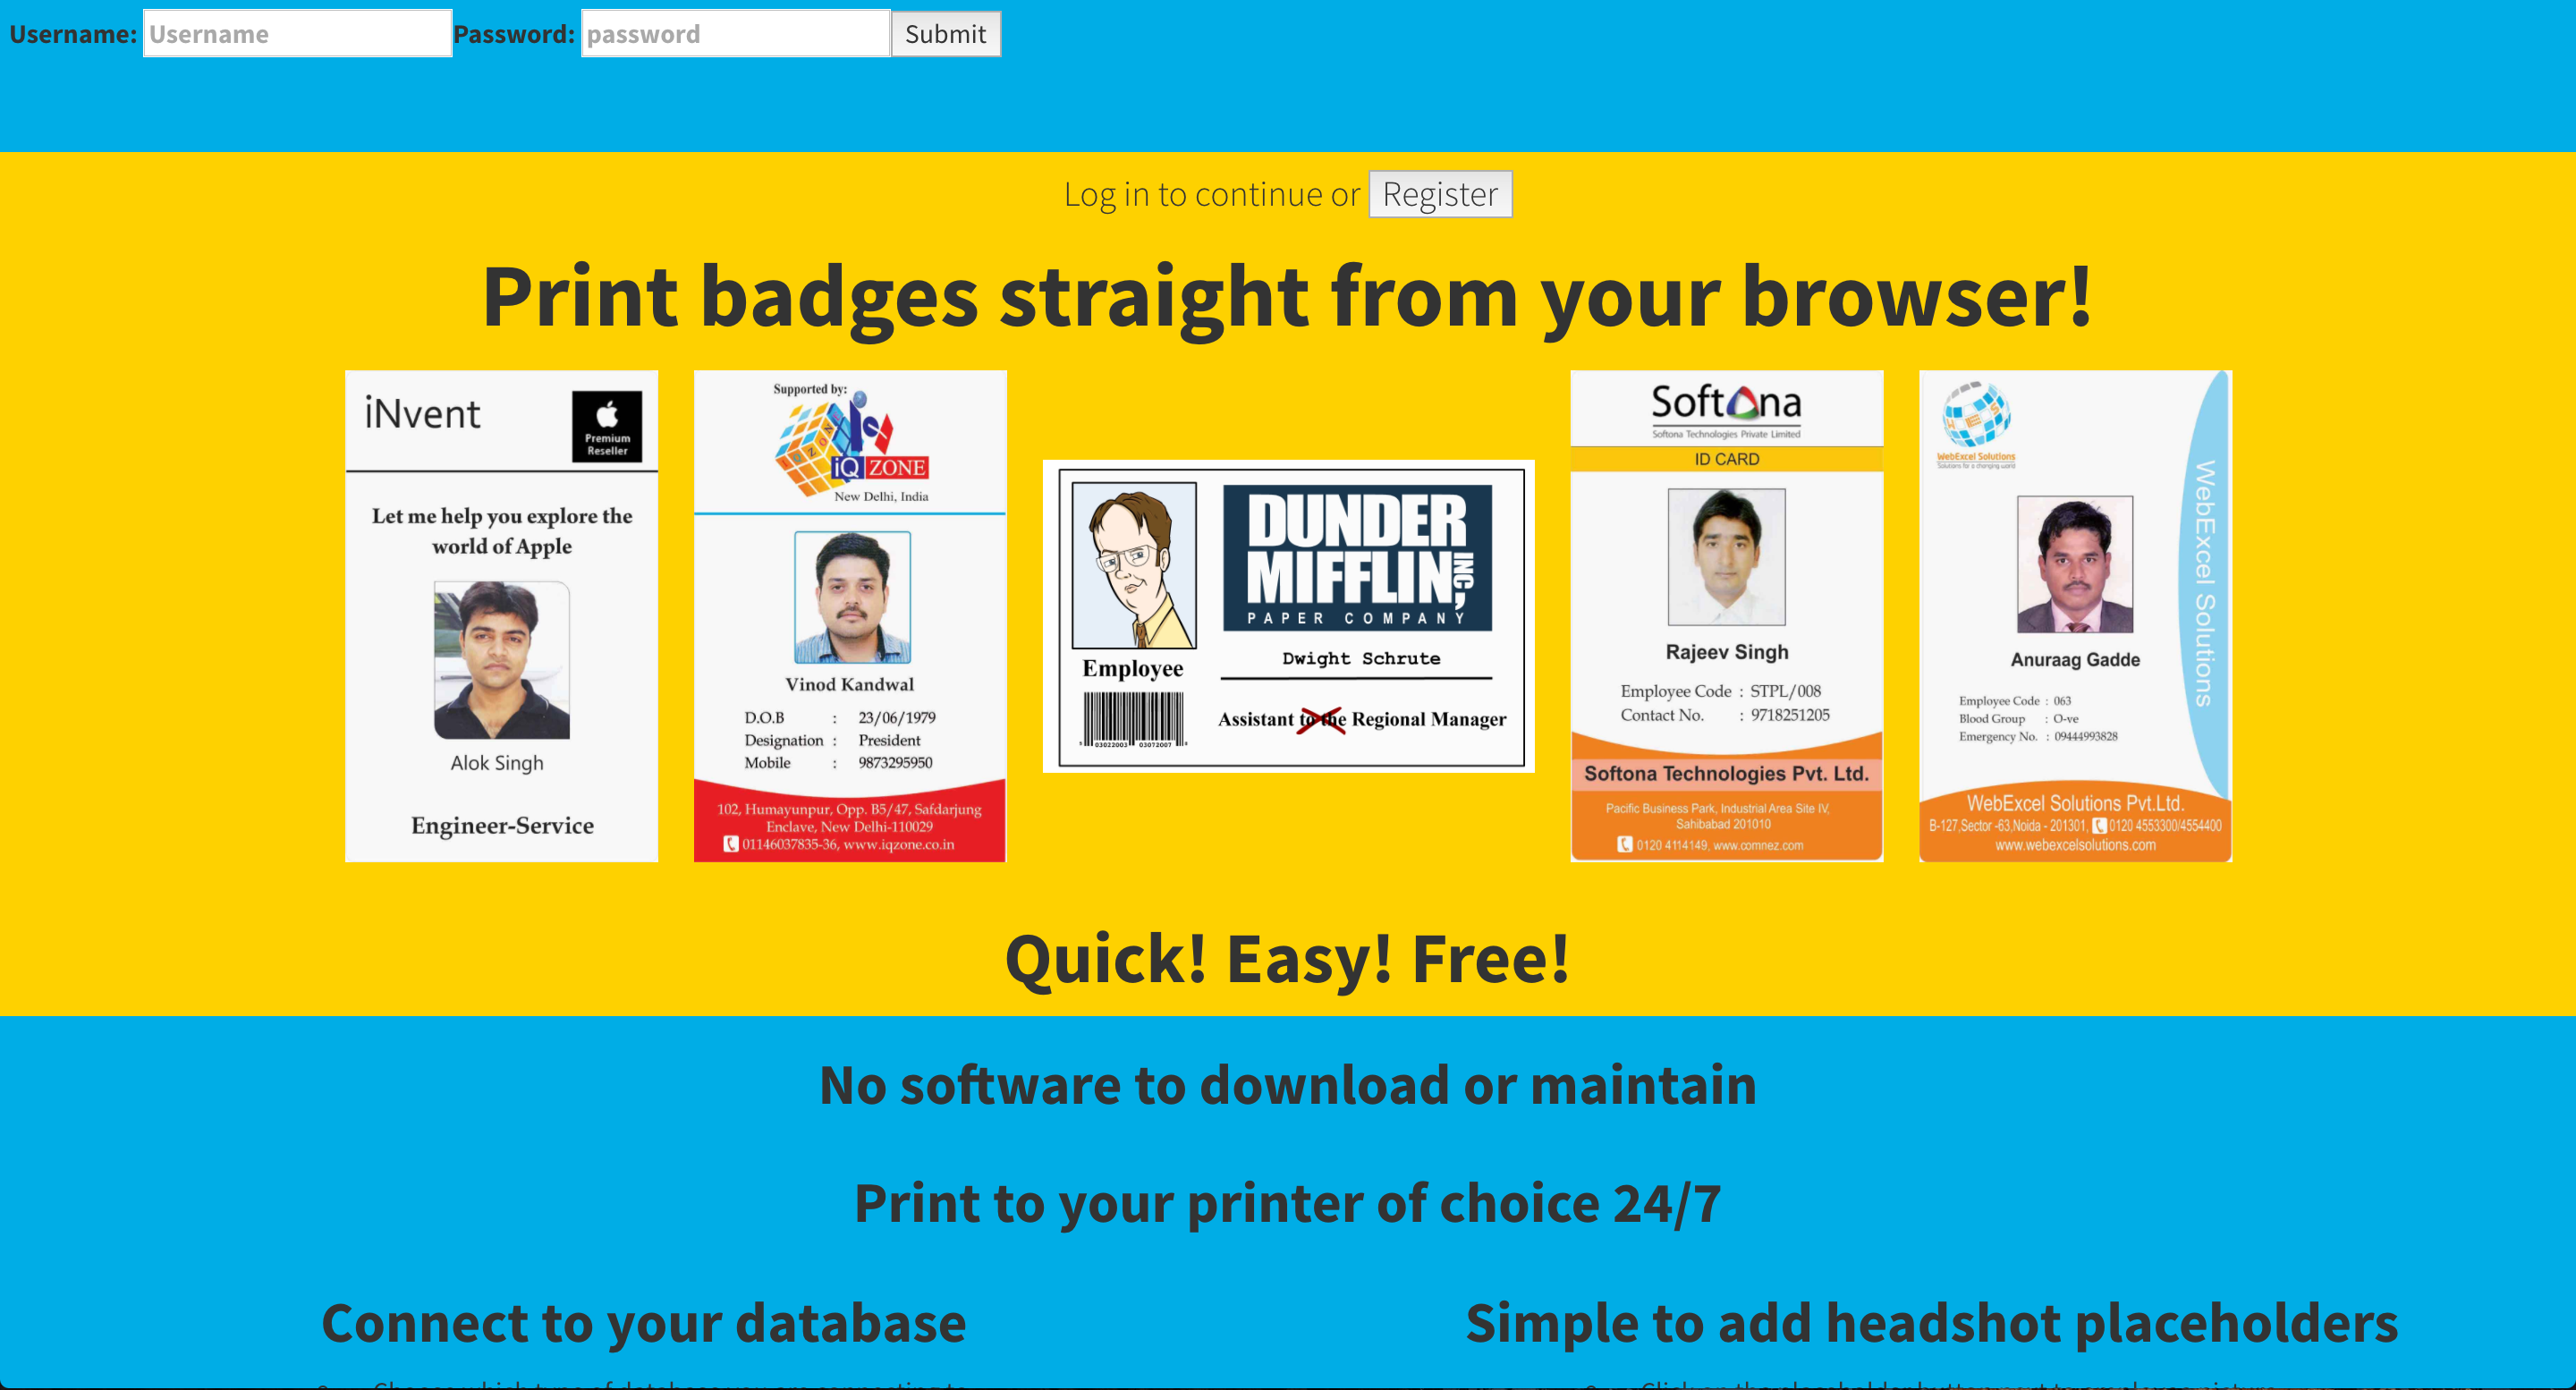 Username: Username Password: password Submit
Log in to continue or Register
Print badges straight from your browser!
iNvent
Premium
Reseller
Let me help you explore the
world of Apple
Alok Singh
Engineer-Service
Supported by:
iQ ZONE
New Delhi, India
Vinod Kandwal
D.O.B : 23/06/1979
Designation : President
Mobile : 9873295950
102, Humayunpur, Opp. B5/47, Safdarjung
Enclave, New Delhi-110029
01146037835-36, www.iqzone.co.in
DUNDER
MIFFLIN, INC.
PAPER COMPANY
Employee
Dwight Schrute
Assistant to the Regional Manager
03022003 03072007
Softona
Softona Technologies Private Limited
ID CARD
Rajeev Singh
Employee Code : STPL/008
Contact No. : 9718251205
Softona Technologies Pvt. Ltd.
Pacific Business Park, Industrial Area Site IV,
Sahibabad 201010
0120 4114149, www.comnez.com
WebExcel Solutions
Solutions for a changing world
WebExcel Solutions
Anuraag Gadde
Employee Code : 063
Blood Group : O-ve
Emergency No. : 09444993828
WebExcel Solutions Pvt.Ltd.
B-127,Sector -63,Noida - 201301, 0120 4553300/4554400
www.webexcelsolutions.com
Quick! Easy! Free!
No software to download or maintain
Print to your printer of choice 24/7
Connect to your database
Simple to add headshot placeholders